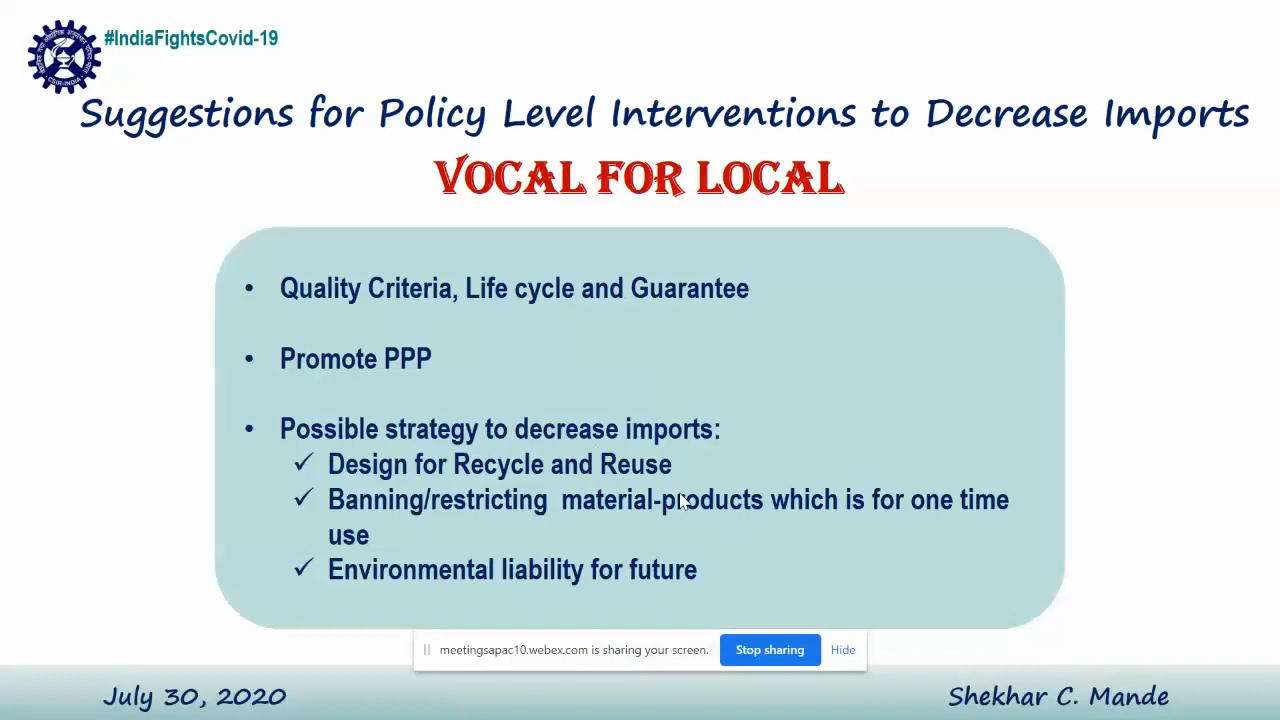 #IndiaFightsCovid-19
CSIR-INDIA
Suggestions for Policy Level Interventions to Decrease Imports
VOCAL FOR LOCAL
• Quality Criteria, Life cycle and Guarantee
• Promote PPP
• Possible strategy to decrease imports:
✓ Design for Recycle and Reuse
✓ Banning/restricting material-products which is for one time
use
✓ Environmental liability for future
meetingsapac10.webex.com is sharing your screen. Stop sharing Hide
July 30, 2020 Shekhar C. Mande